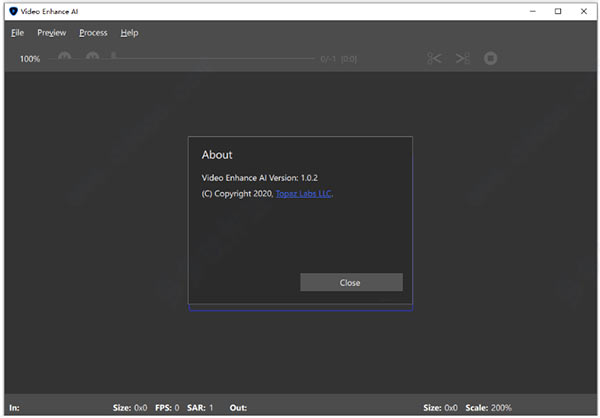 Video Enhance AI
File Preview Process Help
100% 0/-1 [0:0]
About
Video Enhance AI Version: 1.0.2
(C) Copyright 2020, Topaz Labs LLC.
Close
In: Size: 0x0 FPS: 0 SAR: 1 Out: Size: 0x0 Scale: 200%